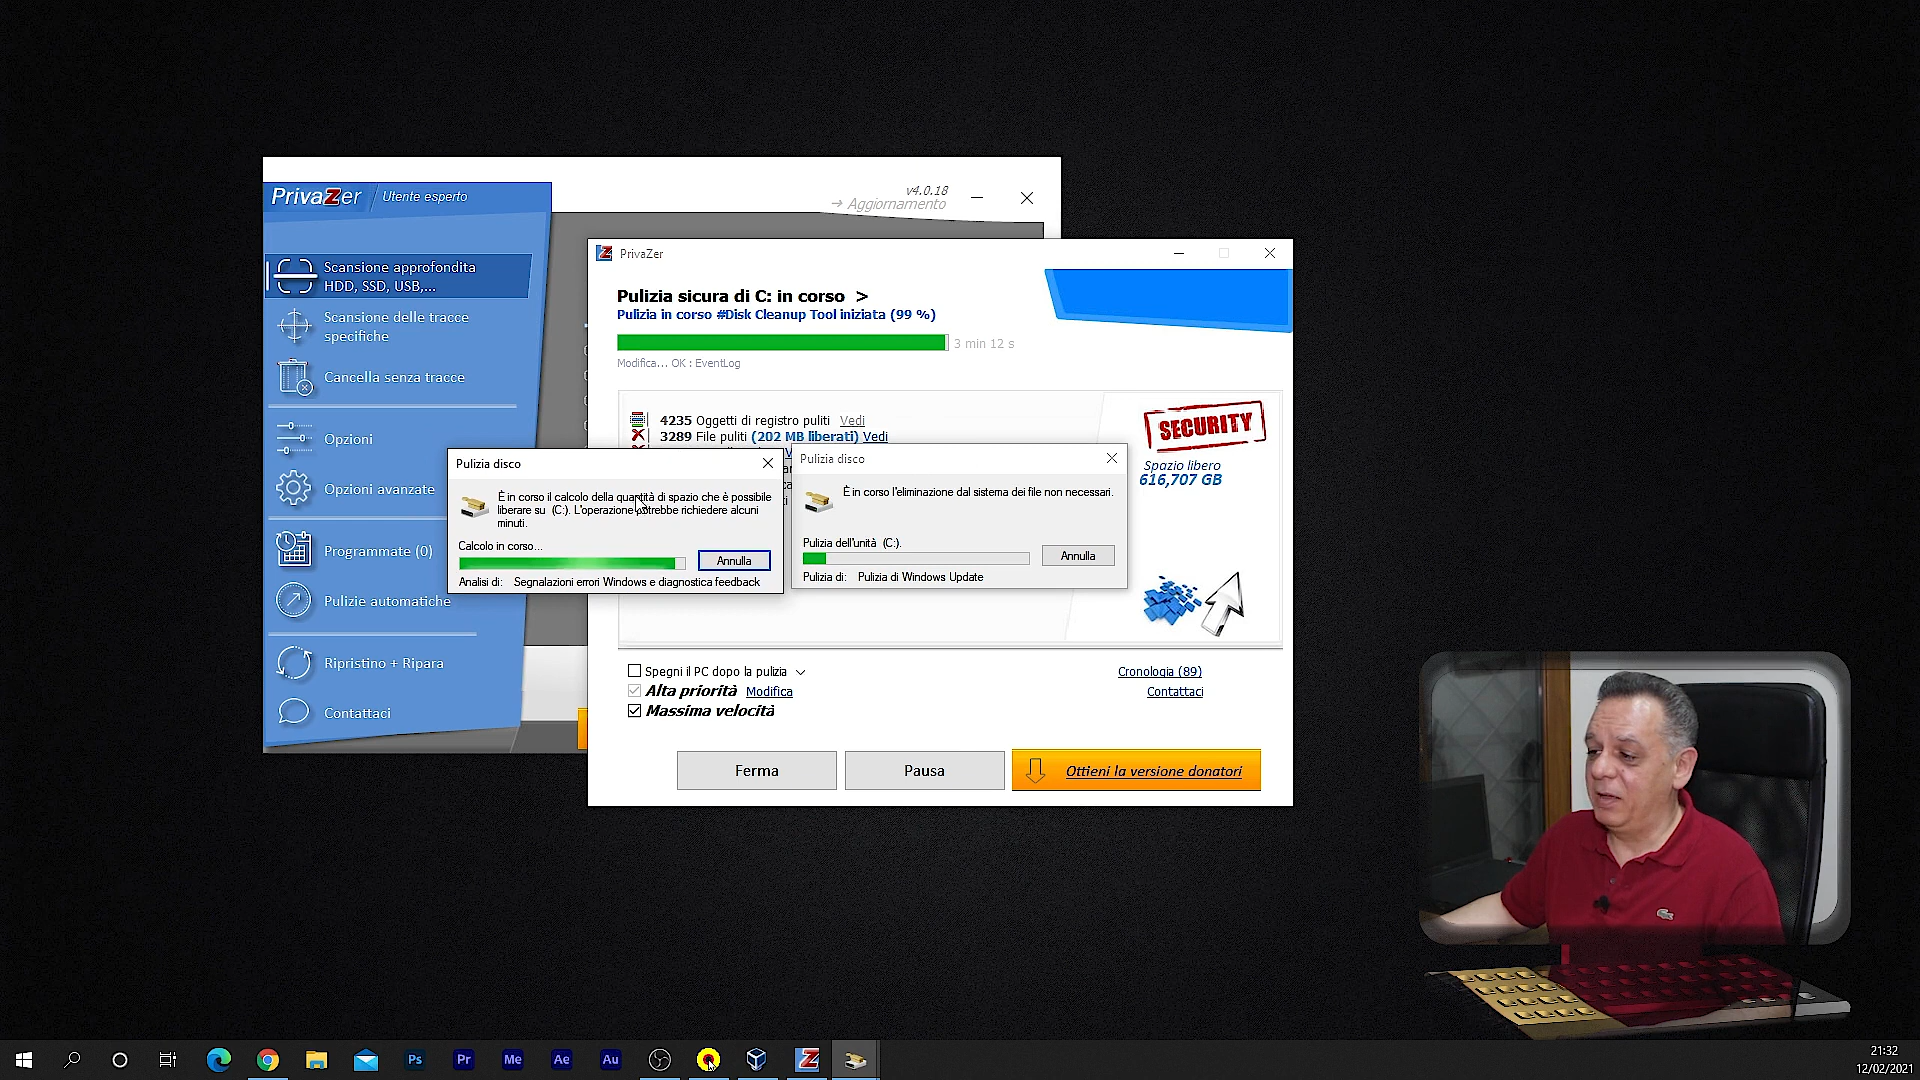 PrivaZer
Utente esperto
v4.0.18
→ Aggiornamento
Scansione approfondita
HDD, SSD, USB,...
Scansione delle tracce
specifiche
Cancella senza tracce
Opzioni
Opzioni avanzate
Programmate (0)
Pulizie automatiche
Ripristino + Ripara
Contattaci
PrivaZer
Pulizia sicura di C: in corso >
Pulizia in corso #Disk Cleanup Tool iniziata (99 %)
3 min 12 s
Modifica... OK : EventLog
4235 Oggetti di registro puliti Vedi
3289 File puliti (202 MB liberati) Vedi
SECURITY
Spazio libero
616,707 GB
Pulizia disco
È in corso il calcolo della quantità di spazio che è possibile
liberare su (C:). L'operazione potrebbe richiedere alcuni
minuti.
Calcolo in corso...
Annulla
Analisi di: Segnalazioni errori Windows e diagnostica feedback
Pulizia disco
È in corso l'eliminazione dal sistema dei file non necessari.
Pulizia dell'unità (C:).
Annulla
Pulizia di: Pulizia di Windows Update
Spegni il PC dopo la pulizia
Alta priorità Modifica
Massima velocità
Cronologia (89)
Contattaci
Ferma
Pausa
Ottieni la versione donatori
Ps
Pr
Me
Ae
Au
21:32
12/02/2021